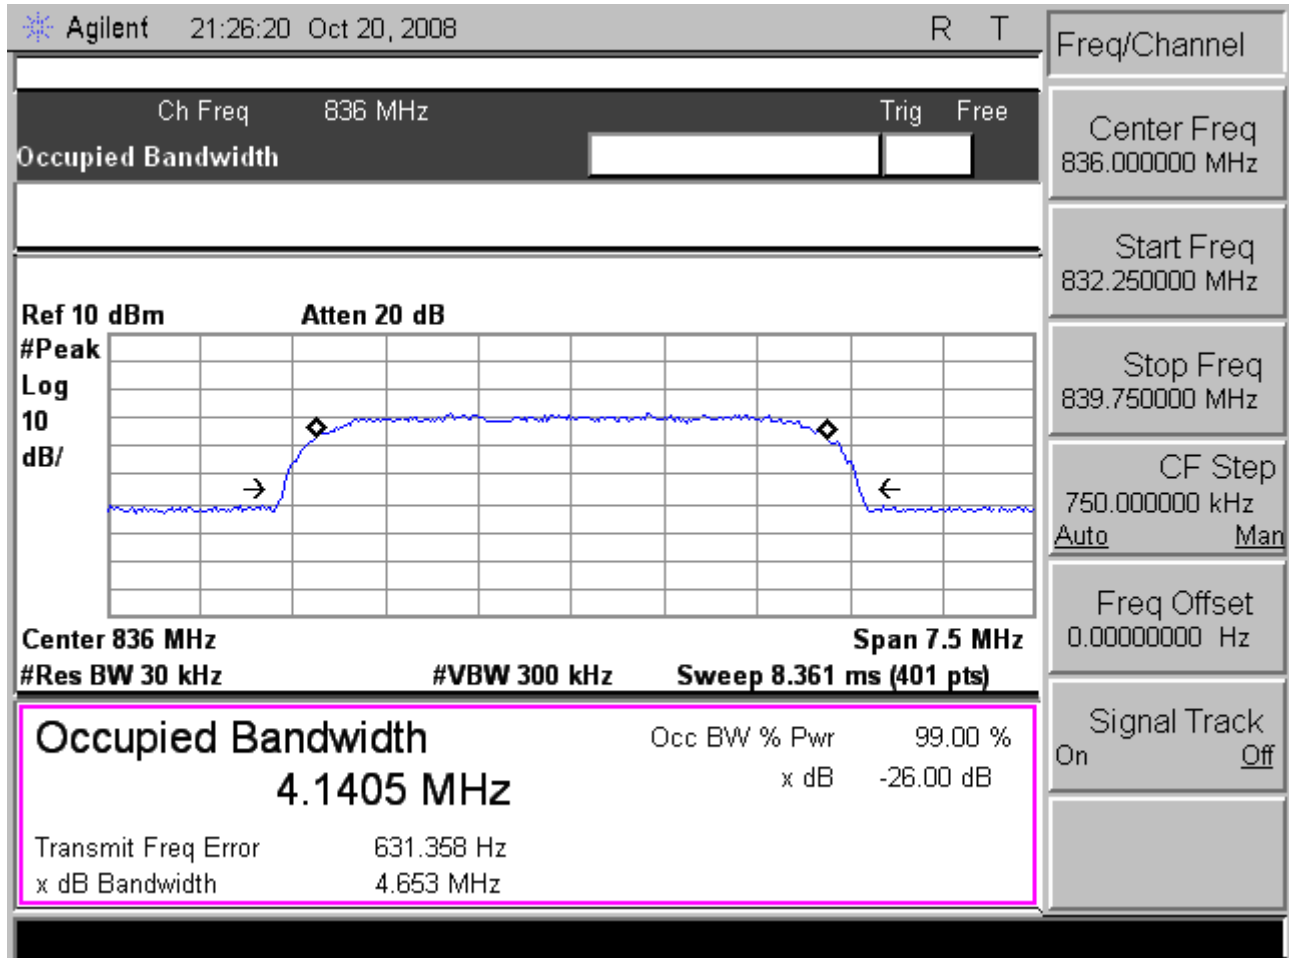 Agilent 21:26:20 Oct 20, 2008 R T
Freq/Channel
Ch Freq 836 MHz Trig Free
Occupied Bandwidth
Center Freq
836.000000 MHz
Start Freq
832.250000 MHz
Stop Freq
839.750000 MHz
CF Step
750.000000 kHz
Auto Man
Freq Offset
0.00000000 Hz
Signal Track
On Off
Ref 10 dBm Atten 20 dB
#Peak
Log
10
dB/
Center 836 MHz Span 7.5 MHz
#Res BW 30 kHz #VBW 300 kHz Sweep 8.361 ms (401 pts)
Occupied Bandwidth
4.1405 MHz
Occ BW % Pwr 99.00 %
x dB -26.00 dB
Transmit Freq Error 631.358 Hz
x dB Bandwidth 4.653 MHz